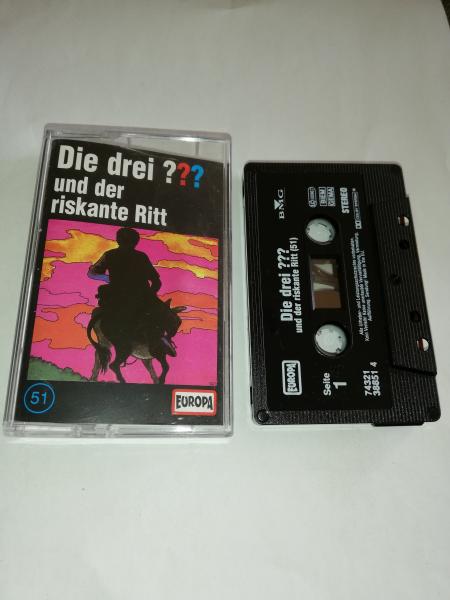 Die drei ???
und der
riskante Ritt
51
EUROPA
BMG
STEREO
Die drei ???
und der riskante Ritt (51)
EUROPA
Seite
1
74321
38851 4